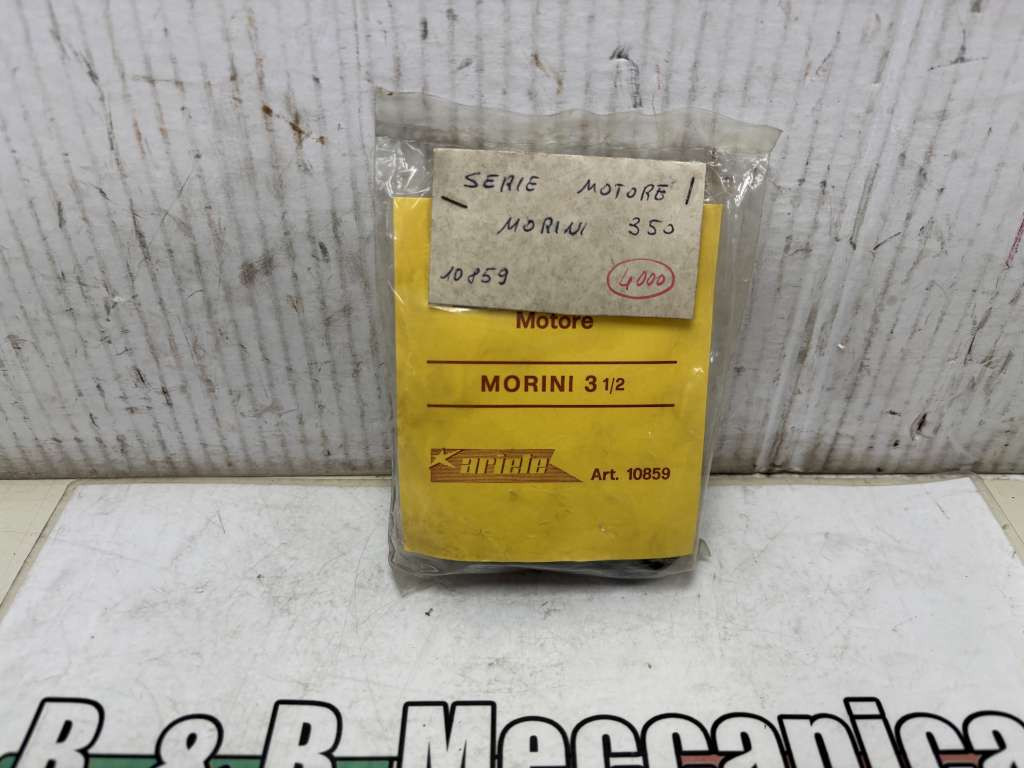 SERIE MOTORE
MORINI 350
10859 4000
Motore
MORINI 3 1/2
ariete
Art. 10859
B & B Meccanica